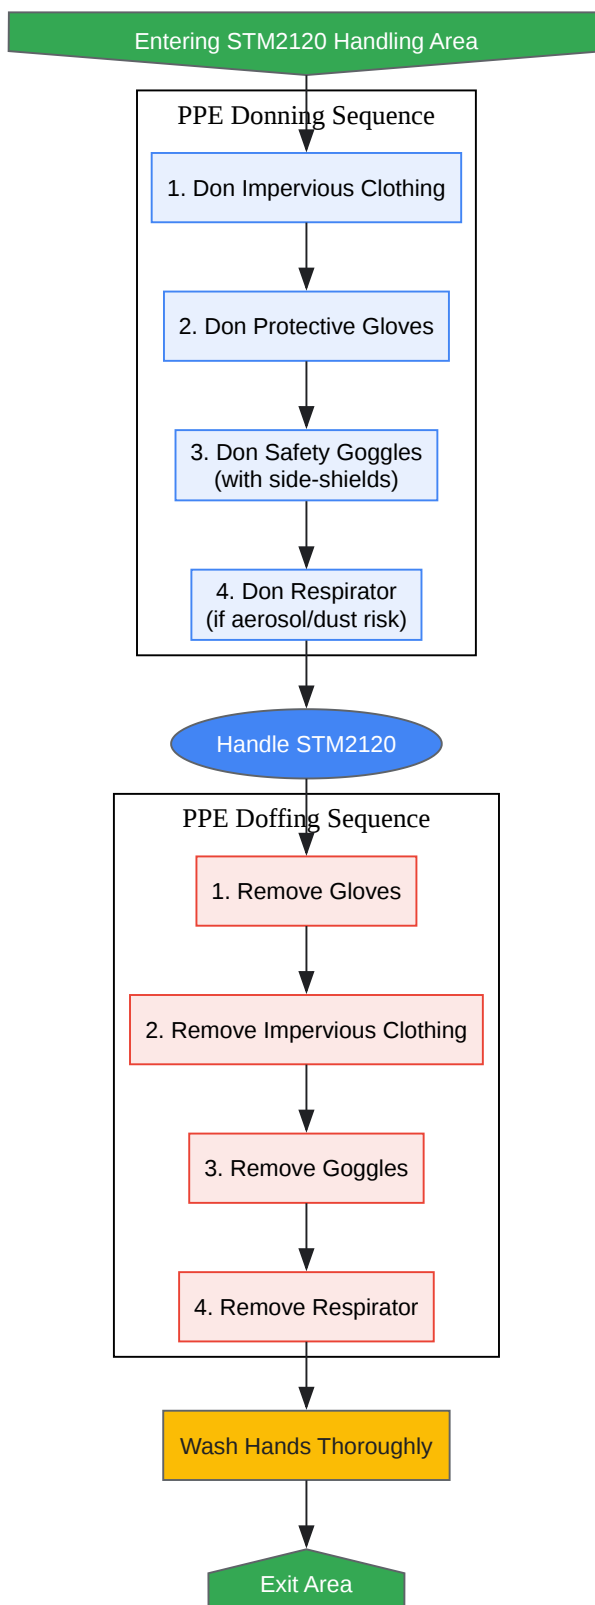 Entering STM2120 Handling Area
PPE Donning Sequence
1. Don Impervious Clothing
2. Don Protective Gloves
3. Don Safety Goggles
(with side-shields)
4. Don Respirator
(if aerosol/dust risk)
Handle STM2120
PPE Doffing Sequence
1. Remove Gloves
2. Remove Impervious Clothing
3. Remove Goggles
4. Remove Respirator
Wash Hands Thoroughly
Exit Area